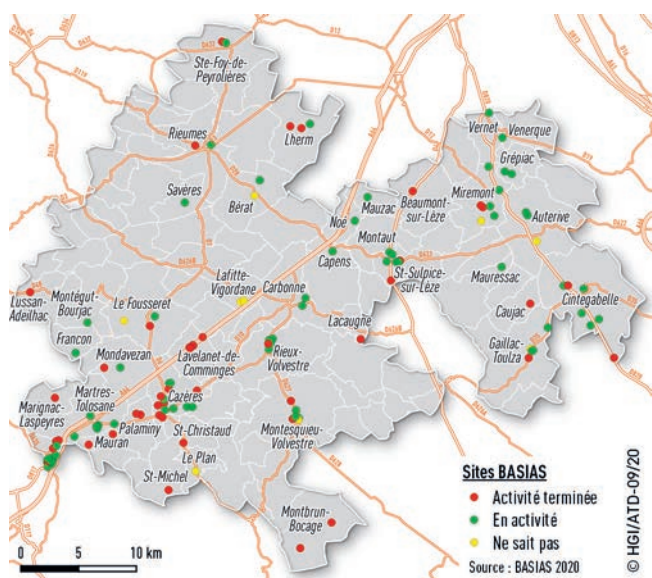 Ste-Foy-de-
Peyrolières
Rieumes
Lherm
Savères
Bérat
Vernet
Venerque
Grépiac
Miremont
Beaumont-
sur-Lèze
Auterive
Mauzac
Noé
Montaut
Capens
St-Sulpice-
sur-Lèze
Mauressac
Cintegabelle
Caujac
Gaillac-
Toulza
Lafitte-
Vigordane
Carbonne
Lacaugne
Lussan-
Adeilhac
Montégut-
Bourjac
Le Fousseret
Francon
Mondavezan
Lavelanet-de-
Comminges
Rieux-
Volvestre
Martres-
Tolosane
Cazères
Marignac-
Laspeyres
Palaminy
Mauran
St-Christaud
Montesquieu-
Volvestre
Le Plan
St-Michel
Montbrun-
Bocage
Sites BASIAS
Activité terminée
En activité
Ne sait pas
Source : BASIAS 2020
0 5 10 km
© HGI/ATD-09/20